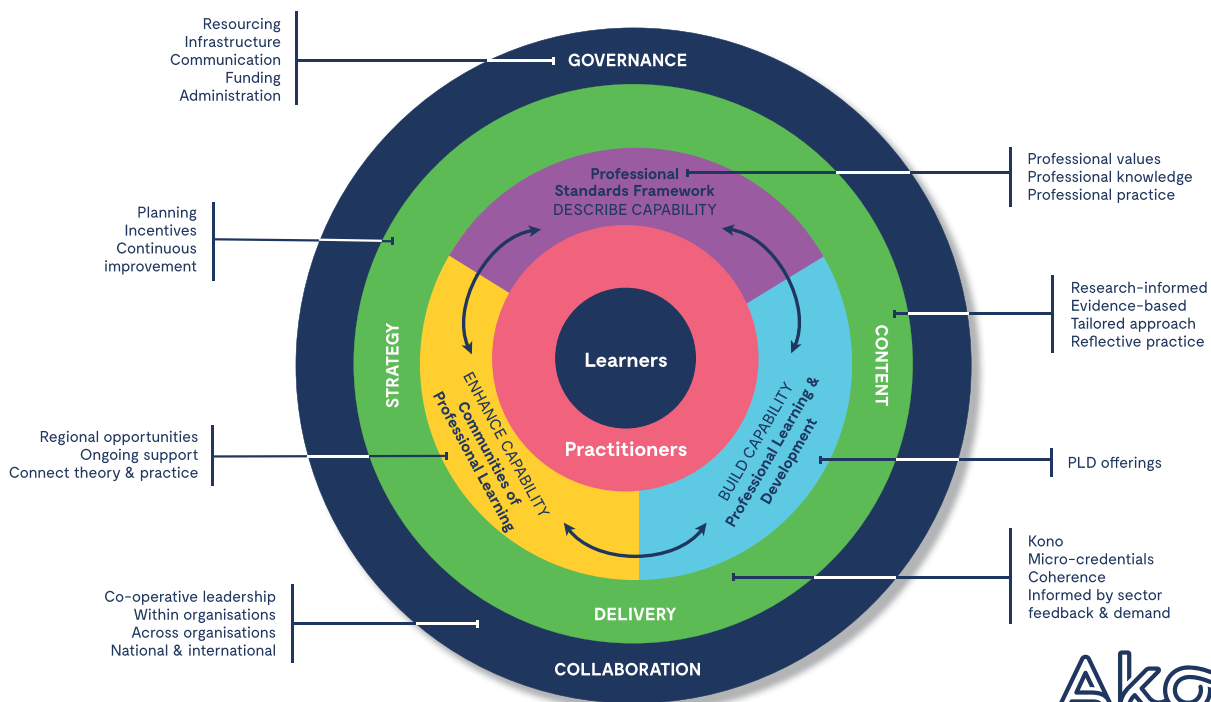 Resourcing
Infrastructure
Communication
Funding
Administration
GOVERNANCE
Professional values
Professional knowledge
Professional practice
Professional
Standards Framework
DESCRIBE CAPABILITY
Planning
Incentives
Continuous
improvement
Research-informed
Evidence-based
Tailored approach
Reflective practice
STRATEGY
CONTENT
Learners
Practitioners
ENHANCE CAPABILITY
Communities of
Professional Learning
BUILD CAPABILITY
Professional Learning &
Development
Regional opportunities
Ongoing support
Connect theory & practice
PLD offerings
Kono
Micro-credentials
Coherence
Informed by sector
feedback & demand
DELIVERY
Co-operative leadership
Within organisations
Across organisations
National & international
COLLABORATION
Ako